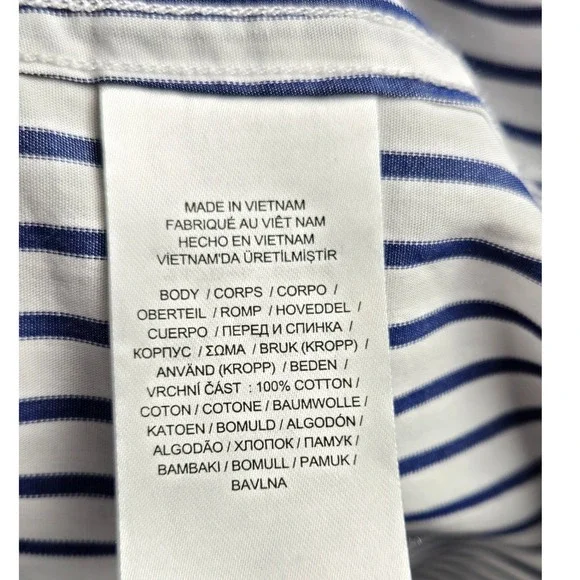 MADE IN VIETNAM
FABRIQUÉ AU VIÊT NAM
HECHO EN VIETNAM
VİETNAM'DA ÜRETİLMİŞTİR
BODY / CORPS / CORPO /
OBERTEIL / ROMP / HOVEDDEL /
CUERPO / ПЕРЕД И СПИНКА /
КОРПУС / ΣΩΜΑ / BRUK (KROPP) /
ANVÄND (KROPP) / BEDEN /
VRCHNÍ ČÁST : 100% COTTON /
COTON / COTONE / BAUMWOLLE /
KATOEN / BOMULD / ALGODÓN /
ALGODÃO / ХЛОПОК / ПАМУК /
BAMBAKI / BOMULL / PAMUK /
BAVLNA